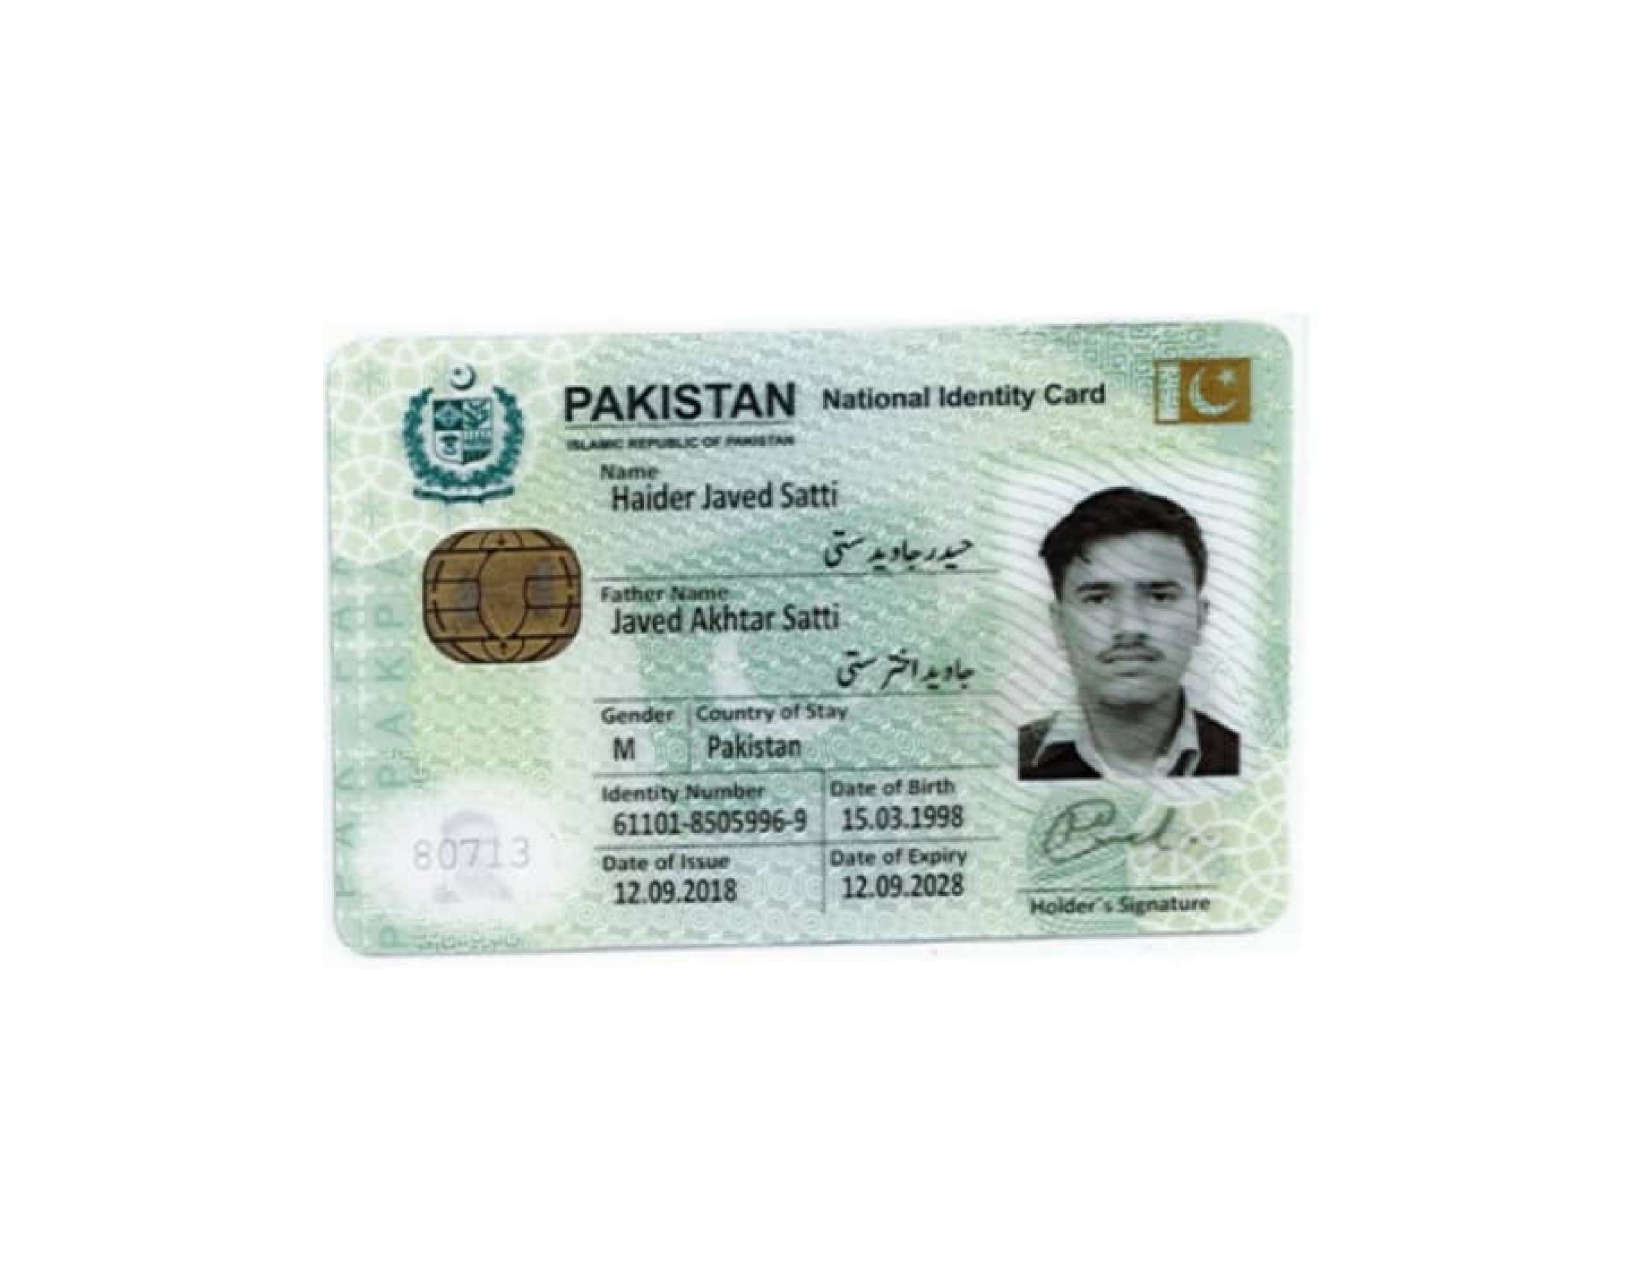 PAKISTAN National Identity Card
ISLAMIC REPUBLIC OF PAKISTAN
Name
Haider Javed Satti
حیدر جاوید ستی
Father Name
Javed Akhtar Satti
جاوید اختر ستی
Gender Country of Stay
M Pakistan
Identity Number Date of Birth
61101-8505996-9 15.03.1998
Date of Issue Date of Expiry
12.09.2018 12.09.2028
80713
Holder's Signature